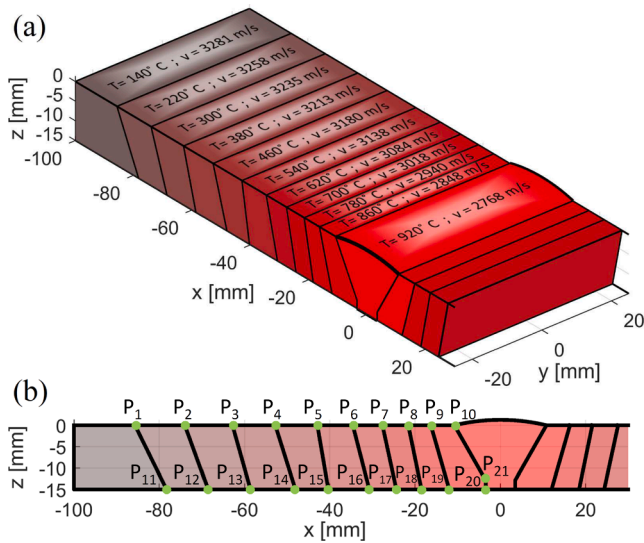 (a)
T= 140° C ; v = 3281 m/s
T= 220° C ; v = 3258 m/s
T= 300° C ; v = 3235 m/s
T= 380° C ; v = 3213 m/s
T= 460° C ; v = 3180 m/s
T= 540° C ; v = 3138 m/s
T= 620° C ; v = 3084 m/s
T= 700° C ; v = 3018 m/s
T= 780° C ; v = 2940 m/s
T= 860° C ; v = 2848 m/s
T= 920° C ; v = 2768 m/s
z [mm]
0
-5
-10
-15
-100
-80
-60
-40
-20
0
20
x [mm]
-20
0
20
y [mm]
(b)
P1 P2 P3 P4 P5 P6 P7 P8 P9 P10
z [mm]
0
-5
-10
-15
P11 P12 P13 P14 P15 P16 P17 P18 P19 P20 P21
-100 -80 -60 -40 -20 0 20
x [mm]